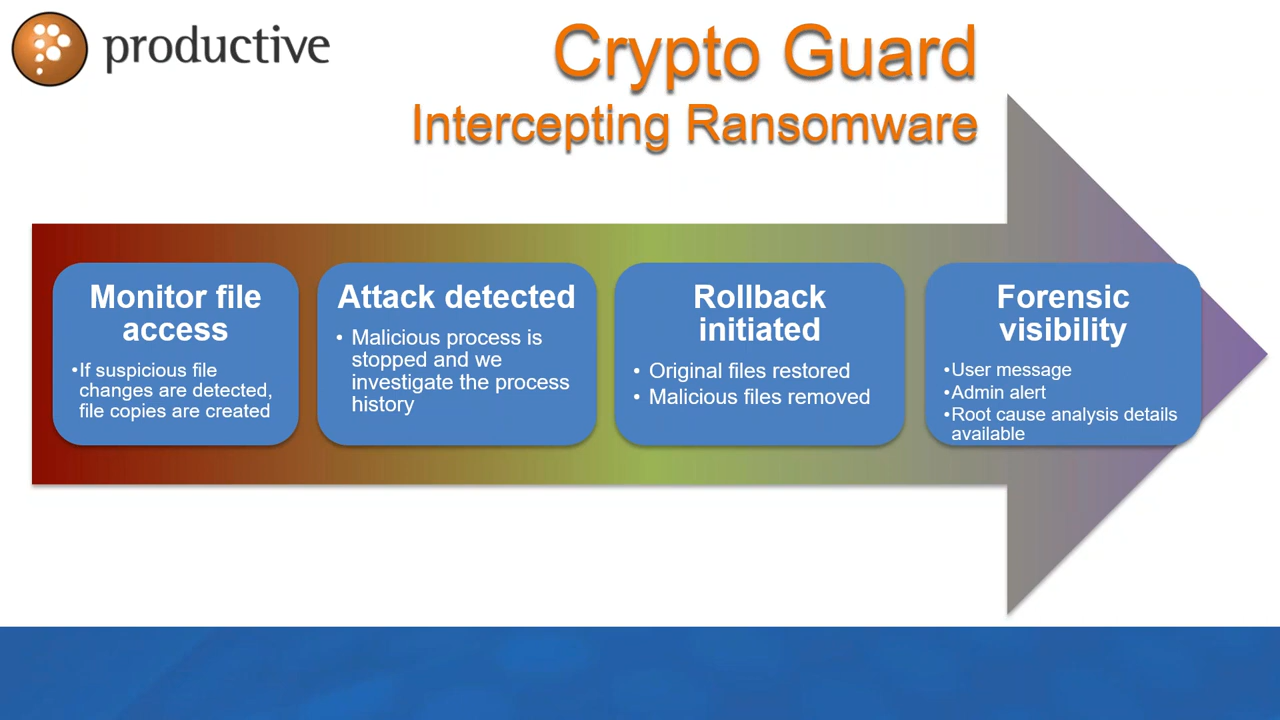 productive
Crypto Guard
Intercepting Ransomware
Monitor file
access
•If suspicious file
changes are detected,
file copies are created
Attack detected
• Malicious process is
stopped and we
investigate the process
history
Rollback
initiated
• Original files restored
• Malicious files removed
Forensic
visibility
•User message
•Admin alert
•Root cause analysis details
available